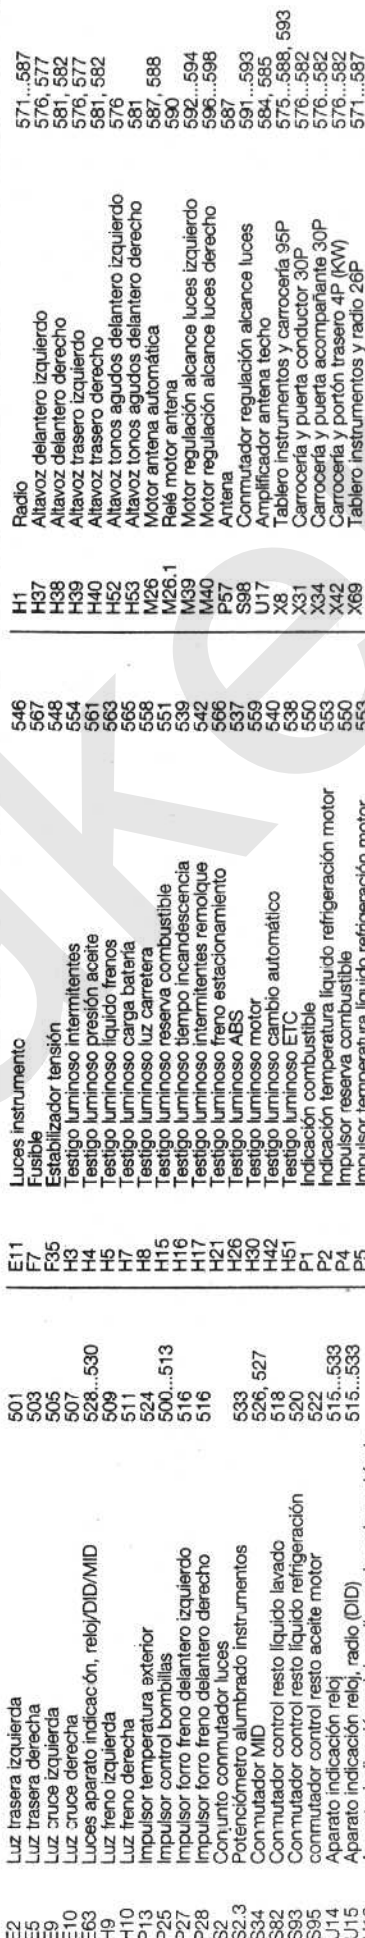 E2 Luz trasera izquierda 501
E5 Luz trasera derecha 503
E9 Luz cruce izquierda 505
E10 Luz cruce derecha 507
E63 Luces aparato indicación, reloj/DID/MID 528...530
H9 Luz freno izquierda 509
H10 Luz freno derecha 511
P13 Impulsor temperatura exterior 524
P25 Impulsor control bombillas 500...513
P27 Impulsor forro freno delantero izquierdo 516
P28 Impulsor forro freno delantero derecho 516
S2 Conjunto conmutador luces
S2.3 Potenciómetro alumbrado instrumentos 533
S34 Conmutador MID 526, 527
S82 Conmutador control resto líquido lavado 518
S93 Conmutador control resto líquido refrigeración 520
S95 conmutador control resto aceite motor 522
U14 Aparato indicación reloj 515...533
U15 Aparato indicación reloj, radio (DID) 515...533
E11 Luces instrumento 546
F7 Fusible 567
F35 Estabilizador tensión 548
H3 Testigo luminoso intermitentes 554
H4 Testigo luminoso presión aceite 561
H5 Testigo luminoso líquido frenos 563
H7 Testigo luminoso carga batería 565
H8 Testigo luminoso luz carretera 558
H15 Testigo luminoso reserva combustible 551
H16 Testigo luminoso tiempo incandescencia 539
H17 Testigo luminoso intermitentes remolque 542
H21 Testigo luminoso freno estacionamiento 566
H26 Testigo luminoso ABS 537
H30 Testigo luminoso motor 559
H42 Testigo luminoso cambio automático 540
H51 Testigo luminoso ETC 538
P1 Indicación combustible 550
P2 Indicación temperatura líquido refrigeración motor 553
P4 Impulsor reserva combustible 550
P5 Impulsor temperatura líquido refrigeración motor 553
H1 Radio 571...587
H37 Altavoz delantero izquierdo 576, 577
H38 Altavoz delantero derecho 581, 582
H39 Altavoz trasero izquierdo 576, 577
H40 Altavoz trasero derecho 581, 582
H52 Altavoz tonos agudos delantero izquierdo 576
H53 Altavoz tonos agudos delantero derecho 581
M26 Motor antena automática 587, 588
M26.1 Relé motor antena 590
M39 Motor regulación alcance luces izquierdo 592...594
M40 Motor regulación alcance luces derecho 596...598
P57 Antena 587
S98 Conmutador regulación alcance luces 591...593
U17 Amplificador antena techo 584, 585
X8 Tablero instrumentos y carrocería 95P 575...588, 593
X31 Carrocería y puerta conductor 30P 576...582
X34 Carrocería y puerta acompañante 30P 576...582
X42 Carrocería y portón trasero 4P (KW) 576...582
X69 Tablero instrumentos y radio 26P 571...587